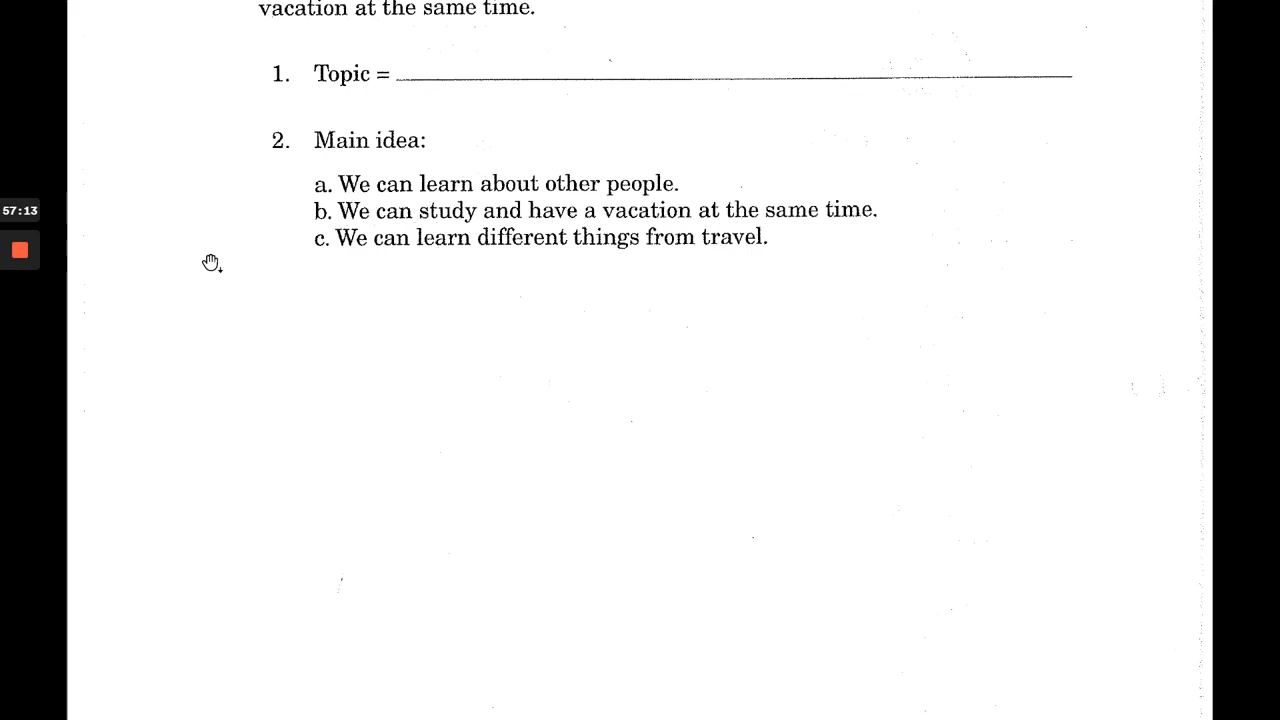 vacation at the same time.
1. Topic =
2. Main idea:
a. We can learn about other people.
b. We can study and have a vacation at the same time.
57:13
c. We can learn different things from travel.